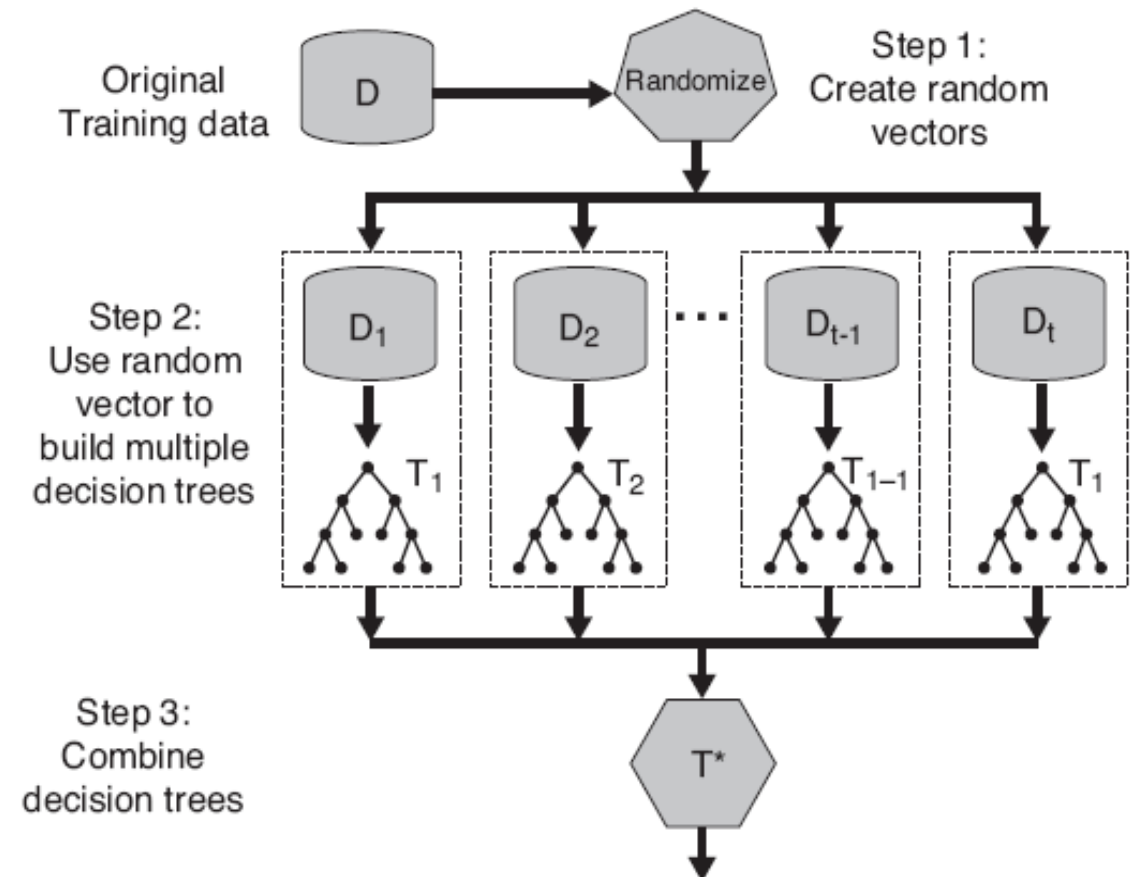 Original
Training data
D
Randomize
Step 1:
Create random
vectors
Step 2:
Use random
vector to
build multiple
decision trees
D₁
D₂
...
Dₜ₋₁
Dₜ
T₁
T₂
T₁₋₁
T₁
Step 3:
Combine
decision trees
T*